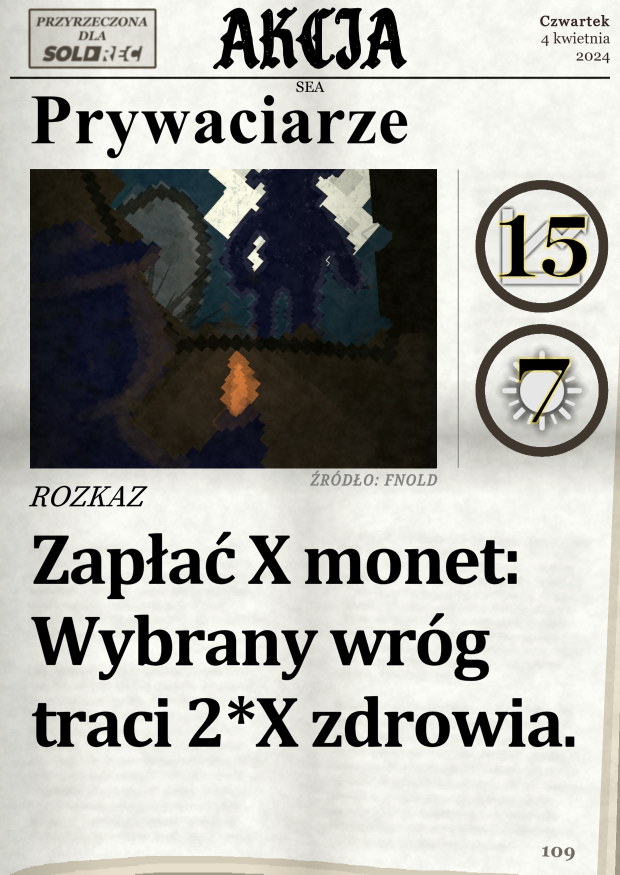 PRZYRZECZONA
DLA
SOLDREC
AKCJA
Czwartek
4 kwietnia
2024
SEA
Prywaciarze
15
7
ŹRÓDŁO: FNOLD
ROZKAZ
Zapłać X monet:
Wybrany wróg
traci 2*X zdrowia.
109